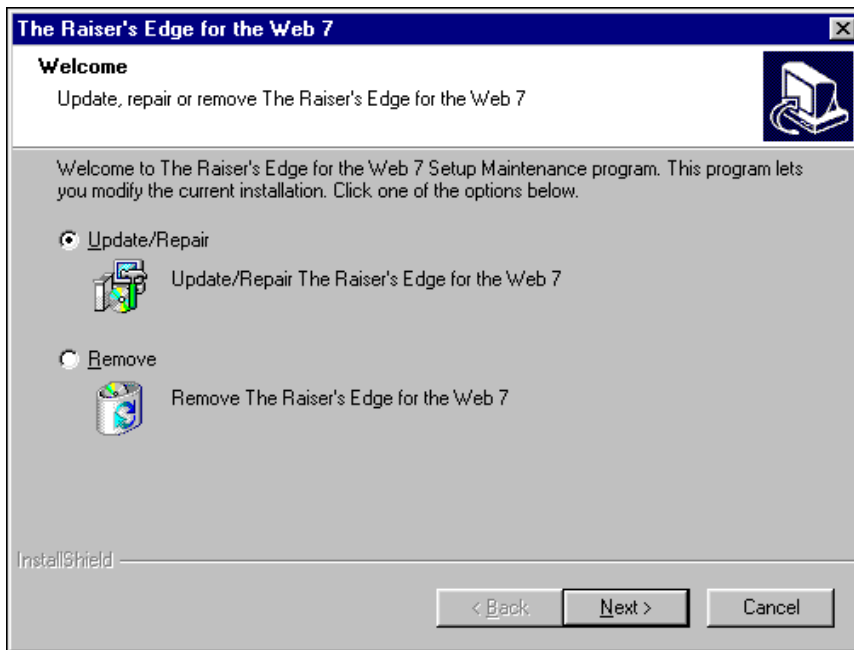 The Raiser's Edge for the Web 7
Welcome
Update, repair or remove The Raiser's Edge for the Web 7
Welcome to The Raiser's Edge for the Web 7 Setup Maintenance program. This program lets
you modify the current installation. Click one of the options below.
Update/Repair
Update/Repair The Raiser's Edge for the Web 7
Remove
Remove The Raiser's Edge for the Web 7
InstallShield
< Back
Next >
Cancel